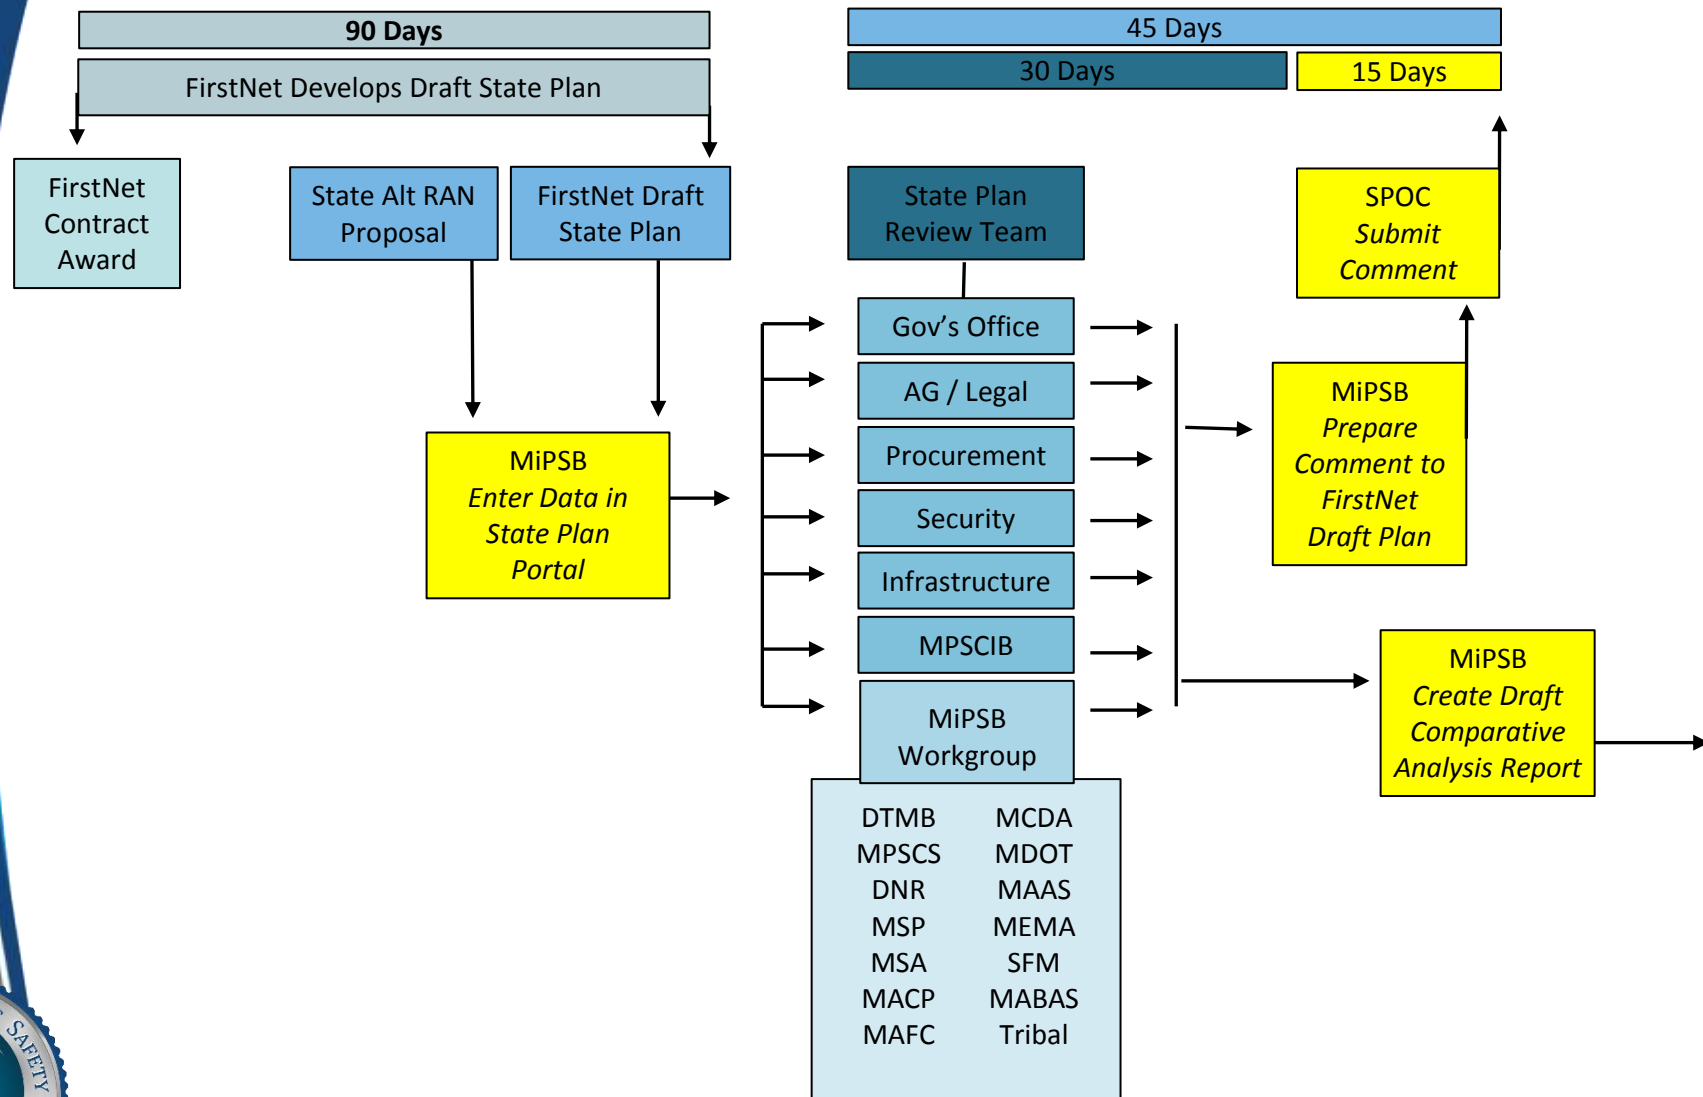 90 Days
FirstNet Develops Draft State Plan
45 Days
30 Days
15 Days
FirstNet
Contract
Award
State Alt RAN
Proposal
FirstNet Draft
State Plan
MiPSB
Enter Data in
State Plan
Portal
State Plan
Review Team
Gov's Office
AG / Legal
Procurement
Security
Infrastructure
MPSCIB
MiPSB
Workgroup
DTMB MCDA
MPSCS MDOT
DNR MAAS
MSP MEMA
MSA SFM
MACP MABAS
MAFC Tribal
SPOC
Submit
Comment
MiPSB
Prepare
Comment to
FirstNet
Draft Plan
MiPSB
Create Draft
Comparative
Analysis Report
SAFETY